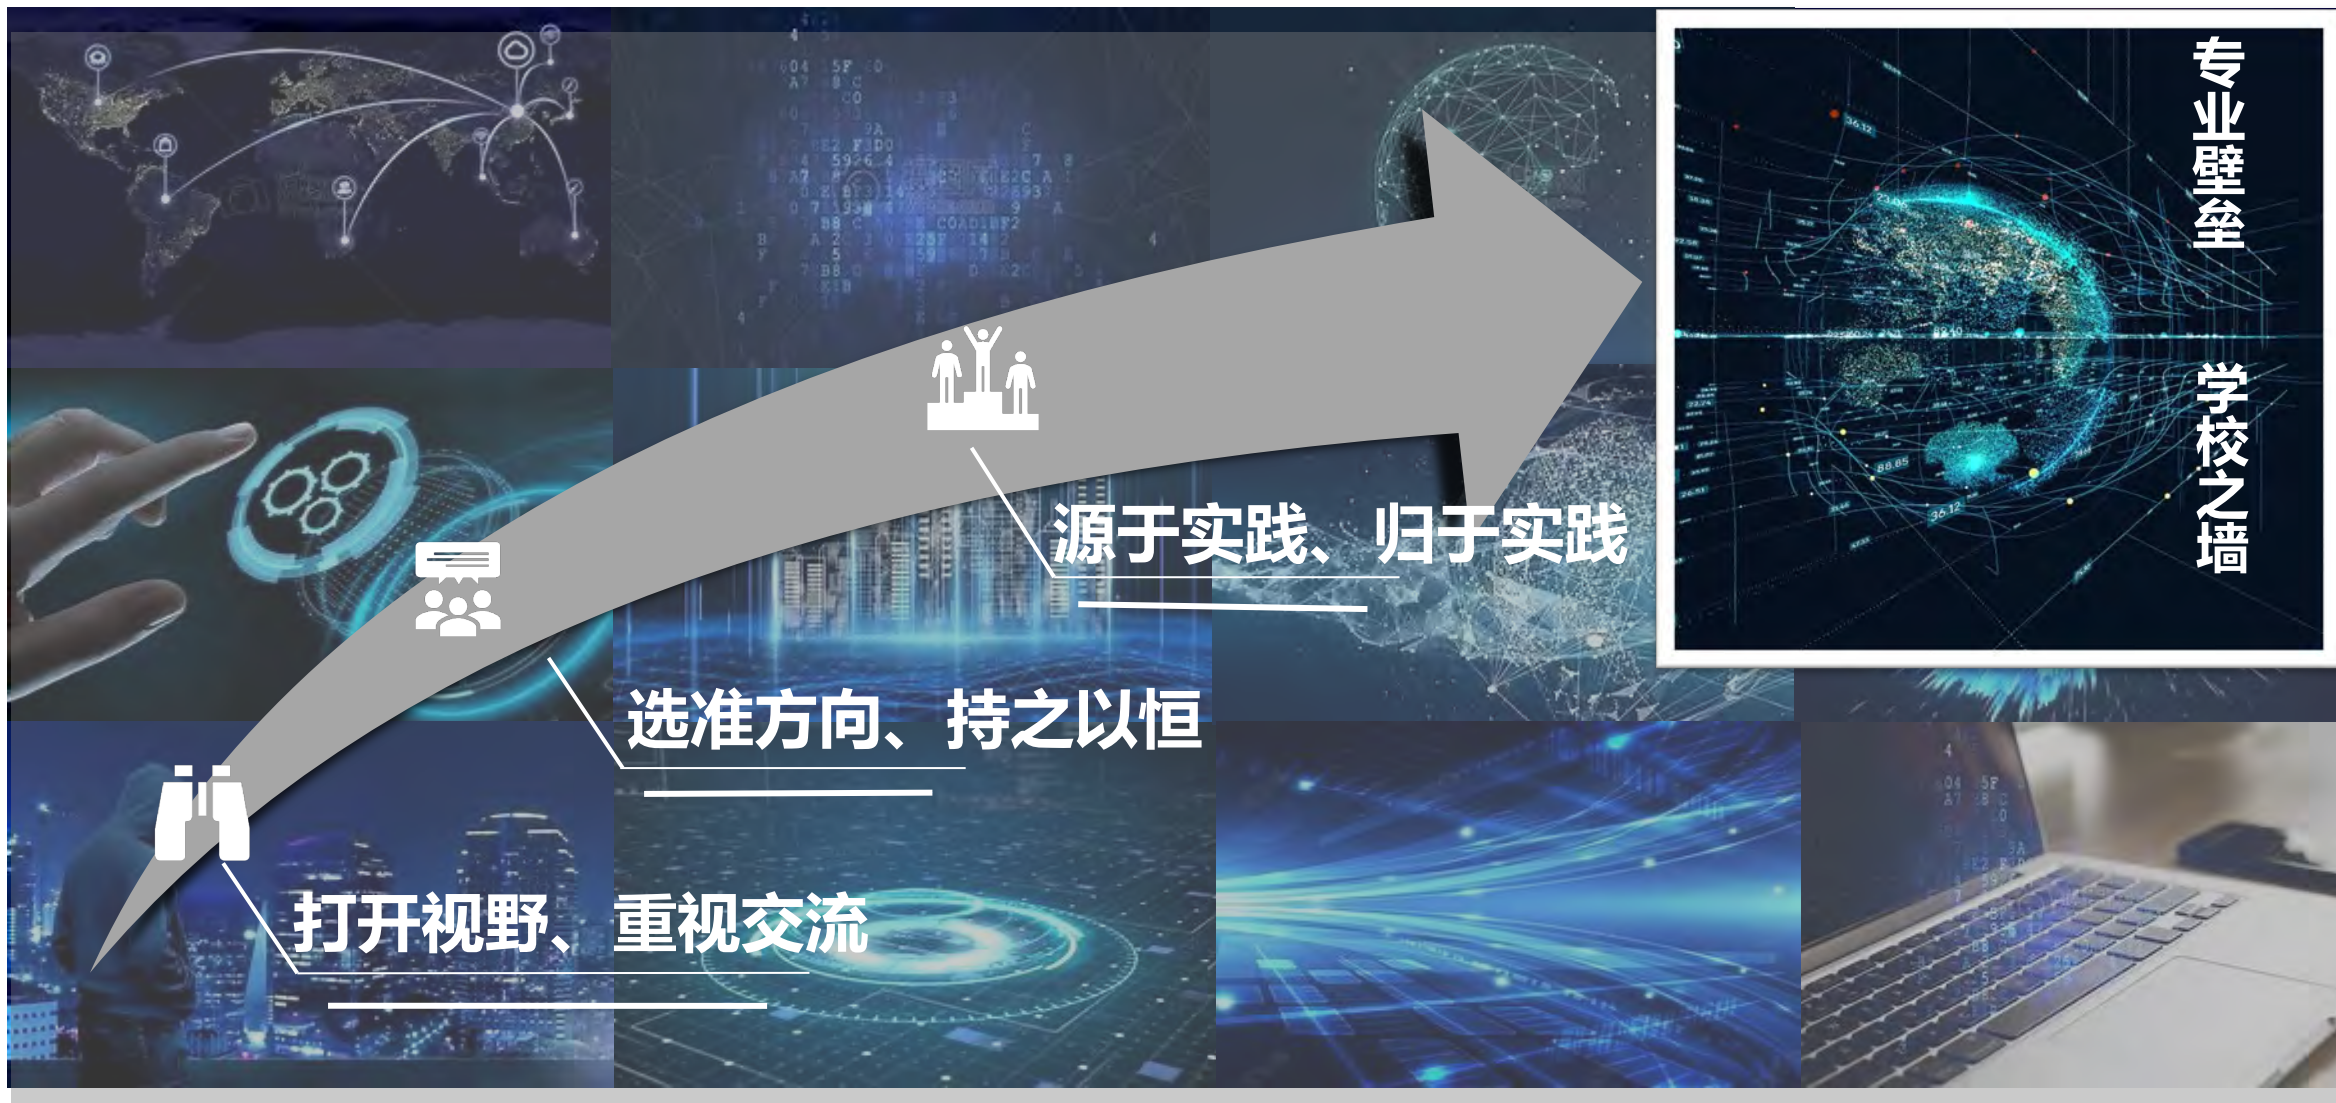 专业壁垒
学校之墙
源于实践、归于实践
选准方向、持之以恒
打开视野、重视交流